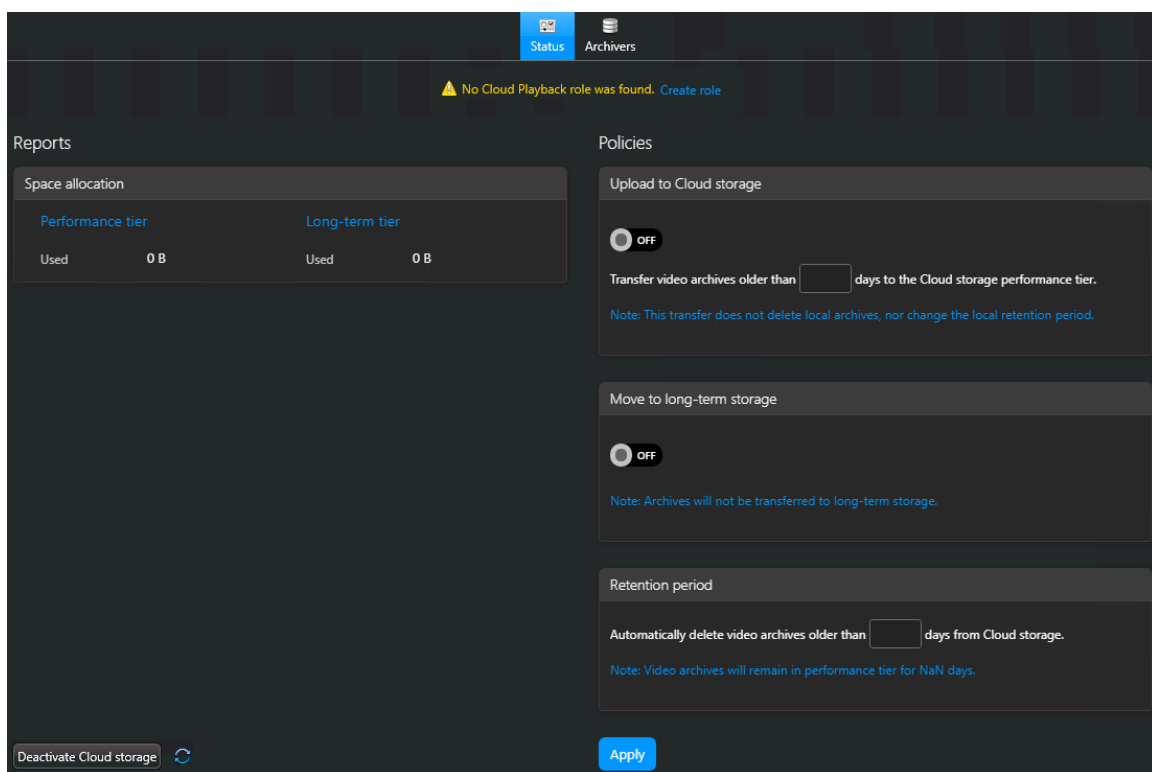 Status
Archivers
No Cloud Playback role was found. Create role
Reports
Space allocation
Performance tier
Long-term tier
Used 0 B
Used 0 B
Policies
Upload to Cloud storage
OFF
Transfer video archives older than days to the Cloud storage performance tier.
Note: This transfer does not delete local archives, nor change the local retention period.
Move to long-term storage
OFF
Note: Archives will not be transferred to long-term storage.
Retention period
Automatically delete video archives older than days from Cloud storage.
Note: Video archives will remain in performance tier for NaN days.
Deactivate Cloud storage
Apply